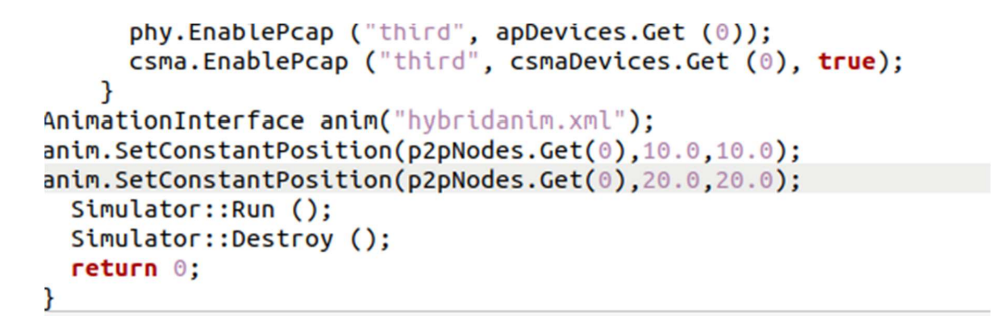 phy.EnablePcap ("third", apDevices.Get (0));
csma.EnablePcap ("third", csmaDevices.Get (0), true);
}
AnimationInterface anim("hybridanim.xml");
anim.SetConstantPosition(p2pNodes.Get(0),10.0,10.0);
anim.SetConstantPosition(p2pNodes.Get(0),20.0,20.0);
Simulator::Run ();
Simulator::Destroy ();
return 0;
}